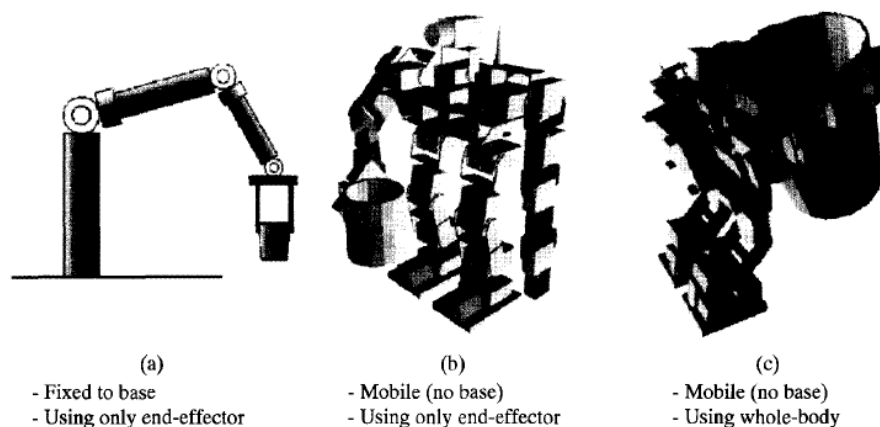 (a)
- Fixed to base
- Using only end-effector
(b)
- Mobile (no base)
- Using only end-effector
(c)
- Mobile (no base)
- Using whole-body